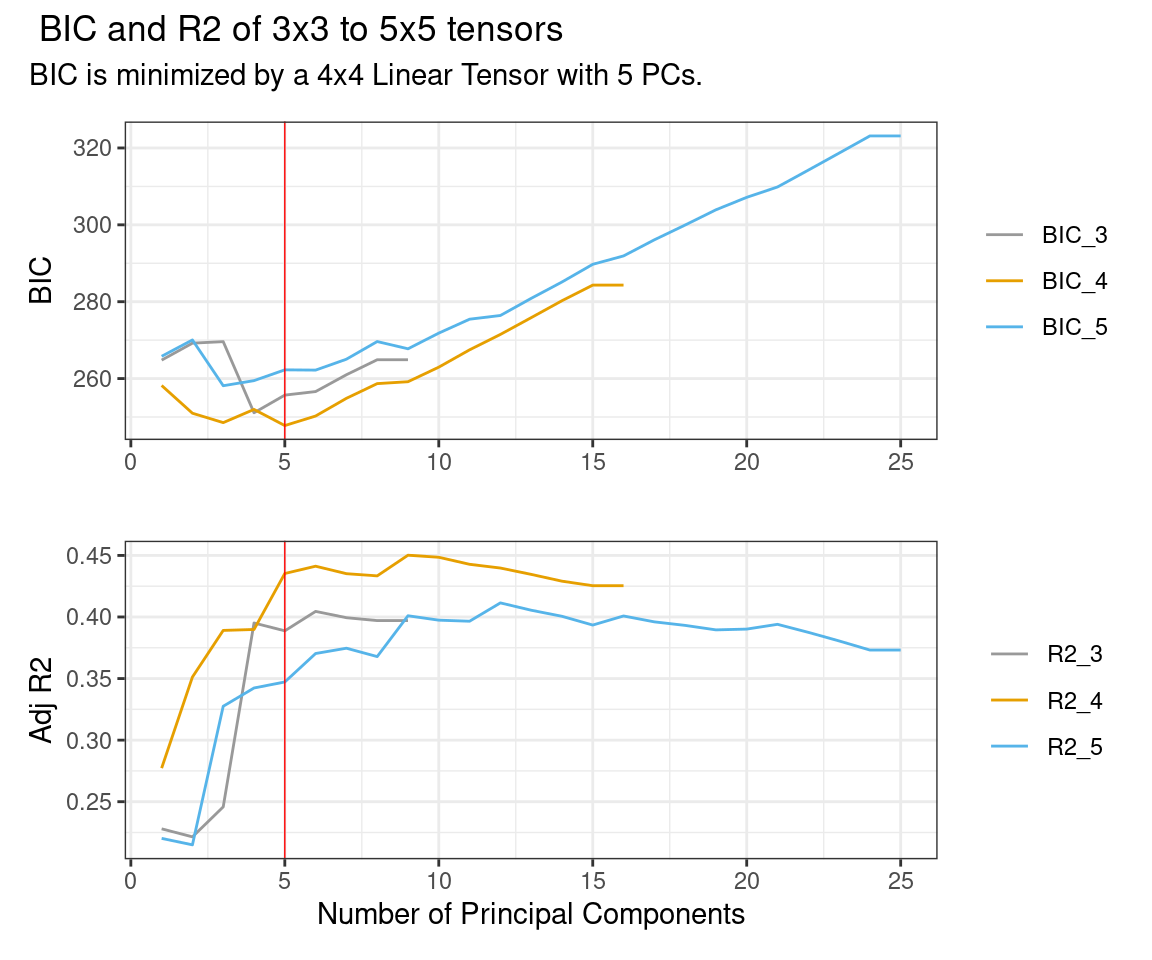 BIC and R2 of 3x3 to 5x5 tensors
BIC is minimized by a 4x4 Linear Tensor with 5 PCs.
320
300
280
260
BIC
0 5 10 15 20 25
BIC_3
BIC_4
BIC_5
0.45
0.40
0.35
0.30
0.25
Adj R2
0 5 10 15 20 25
Number of Principal Components
R2_3
R2_4
R2_5